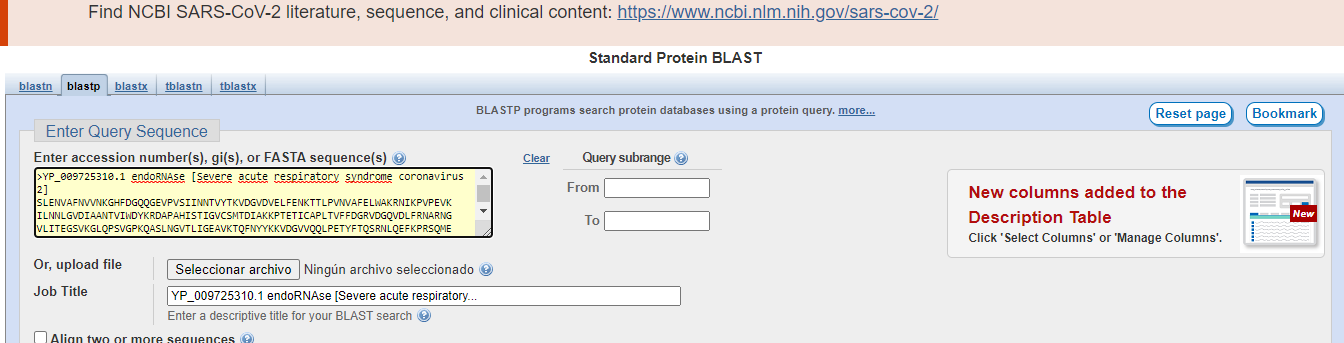 Find NCBI SARS-CoV-2 literature, sequence, and clinical content: https://www.ncbi.nlm.nih.gov/sars-cov-2/
Standard Protein BLAST
blastn blastp blastx tblastn tblastx
BLASTP programs search protein databases using a protein query. more...
Reset page Bookmark
Enter Query Sequence
Enter accession number(s), gi(s), or FASTA sequence(s)
Clear
Query subrange
>YP_009725310.1 endoRNAse [Severe acute respiratory syndrome coronavirus
2]
SLENVAFNVVNKGHFDGQQGEVPVSIINNTVYTKVDGVDVELFENKTTLPVNVAFELWAKRNIKPVPEVK
ILNNLGVDIAANTVIWDYKRDAPAHISTIGVCSMTDIAKKPTETICAPLTVFFDGRVDGQVDLFRNARNG
VLITEGSVKGLQPSVGPKQASLNGVTLIGEAVKTQFNYYKKVDGVVQQLPETYFTQSRNLQEFKPRSQME
From
To
New columns added to the
Description Table
Click 'Select Columns' or 'Manage Columns'.
New
Or, upload file
Seleccionar archivo Ningún archivo seleccionado
Job Title
YP_009725310.1 endoRNAse [Severe acute respiratory...
Enter a descriptive title for your BLAST search
Align two or more sequences